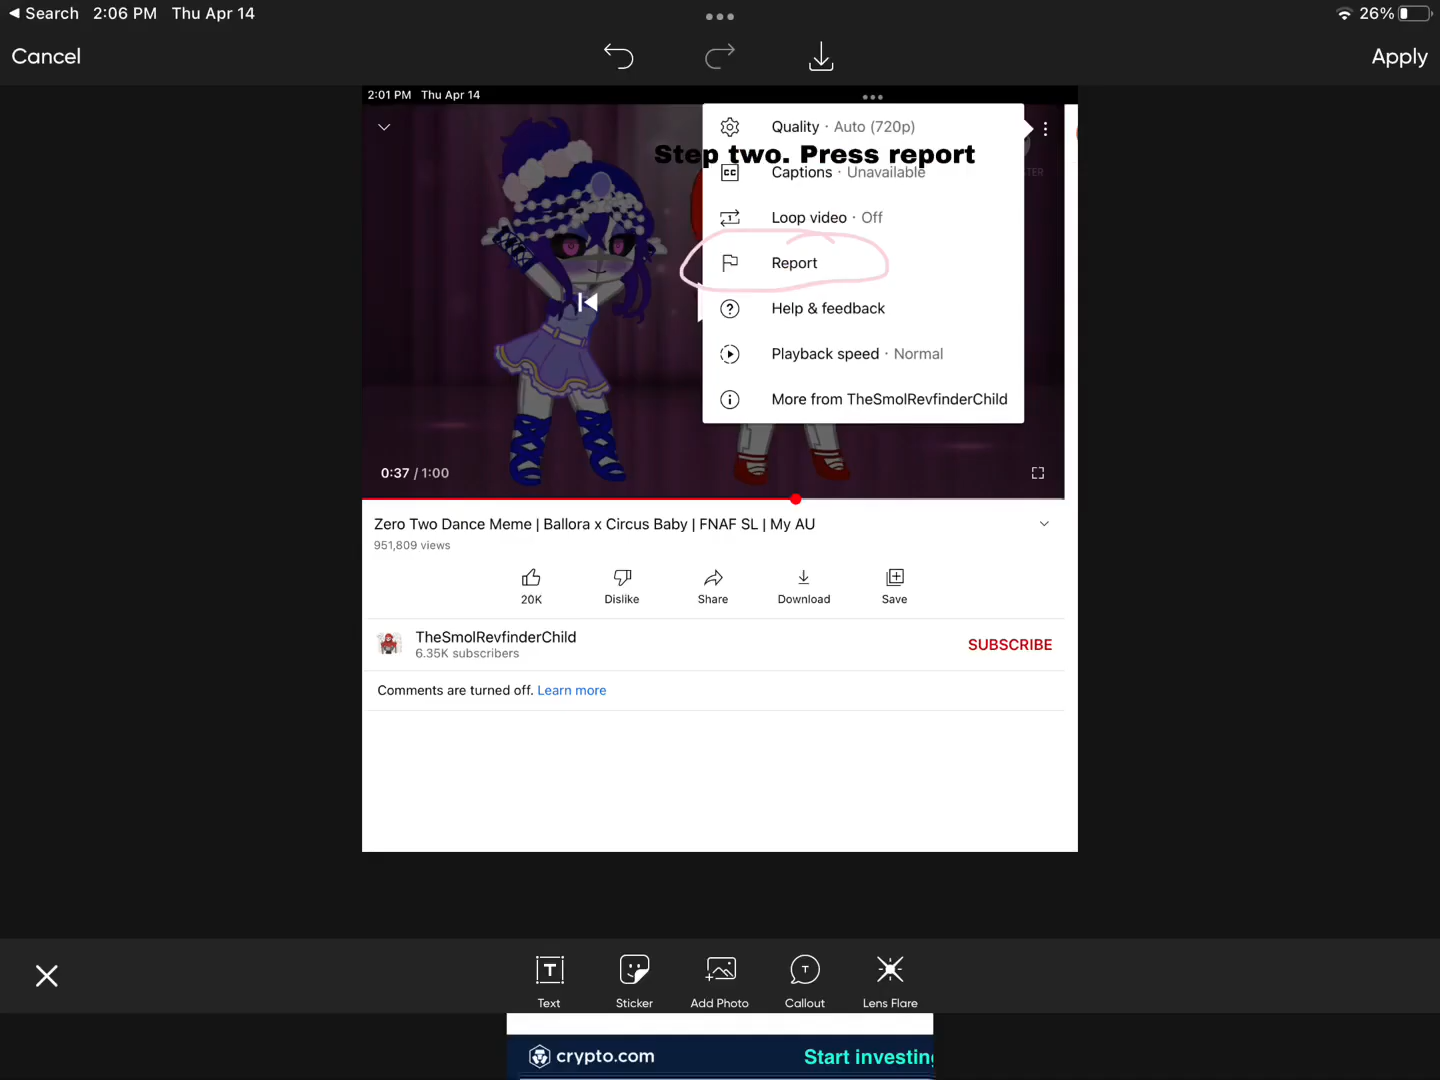 Search 2:06 PM Thu Apr 14 26%
Cancel Apply
2:01 PM Thu Apr 14
Quality · Auto (720p)
Step two. Press report
Captions · Unavailable
Loop video · Off
Report
Help & feedback
Playback speed · Normal
More from TheSmolRevfinderChild
0:37 / 1:00
Zero Two Dance Meme | Ballora x Circus Baby | FNAF SL | My AU
951,809 views
20K Dislike Share Download Save
TheSmolRevfinderChild
6.35K subscribers
SUBSCRIBE
Comments are turned off. Learn more
Text Sticker Add Photo Callout Lens Flare
crypto.com Start investing